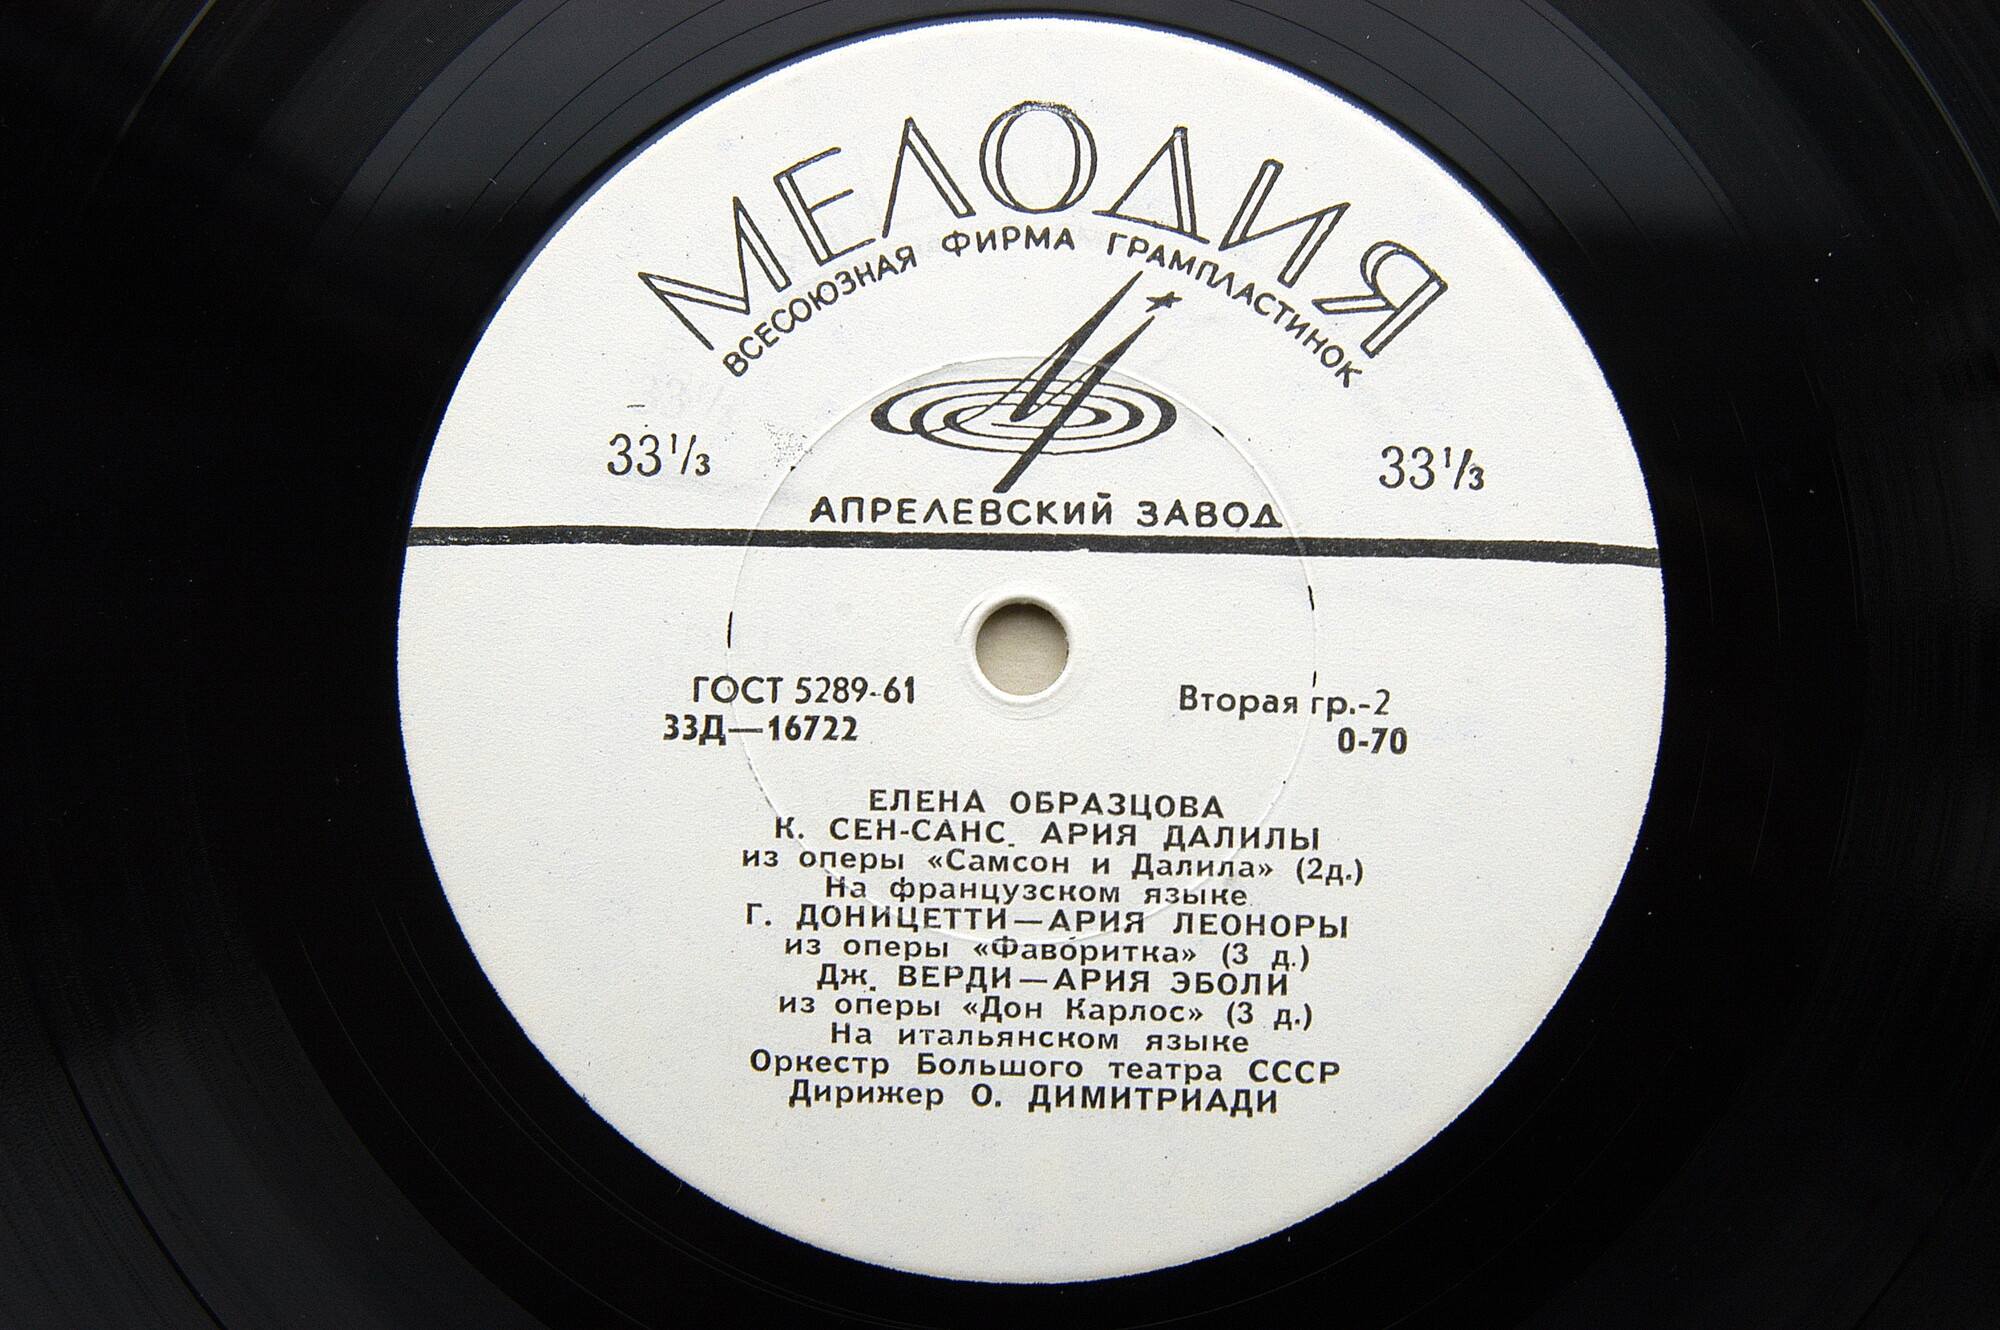 МЕЛОДИЯ
ВСЕСОЮЗНАЯ ФИРМА ГРАМПЛАСТИНОК
33⅓ 33⅓
АПРЕЛЕВСКИЙ ЗАВОД
ГОСТ 5289-61 Вторая гр.-2
33Д—16722 0-70
ЕЛЕНА ОБРАЗЦОВА
К. СЕН-САНС. АРИЯ ДАЛИЛЫ
из оперы «Самсон и Далила» (2д.)
На французском языке
Г. ДОНИЦЕТТИ—АРИЯ ЛЕОНОРЫ
из оперы «Фаворитка» (3 д.)
Дж. ВЕРДИ—АРИЯ ЭБОЛИ
из оперы «Дон Карлос» (3 д.)
На итальянском языке
Оркестр Большого театра СССР
Дирижер О. ДИМИТРИАДИ